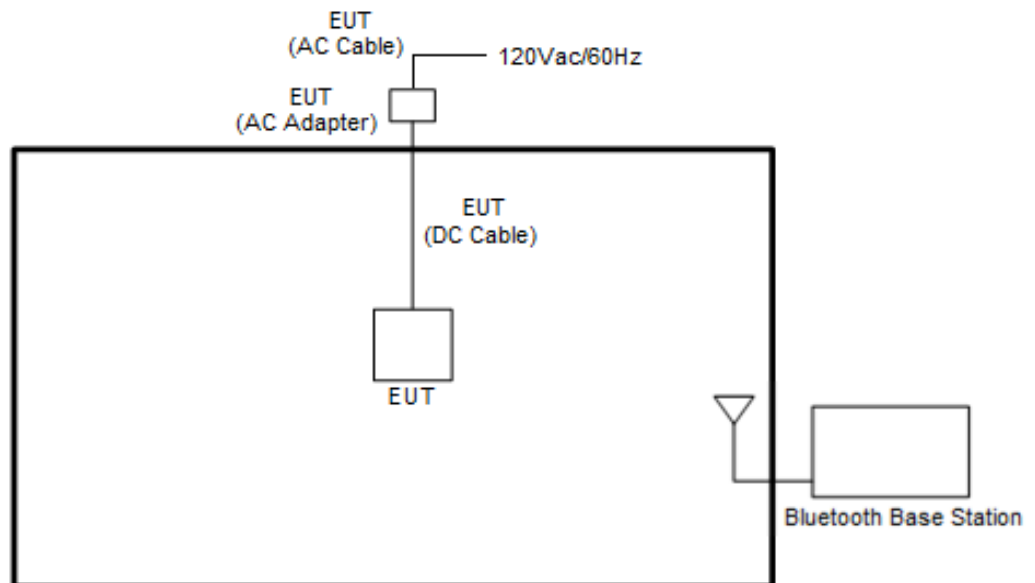 EUT
(AC Cable)
120Vac/60Hz
EUT
(AC Adapter)
EUT
(DC Cable)
EUT
Bluetooth Base Station